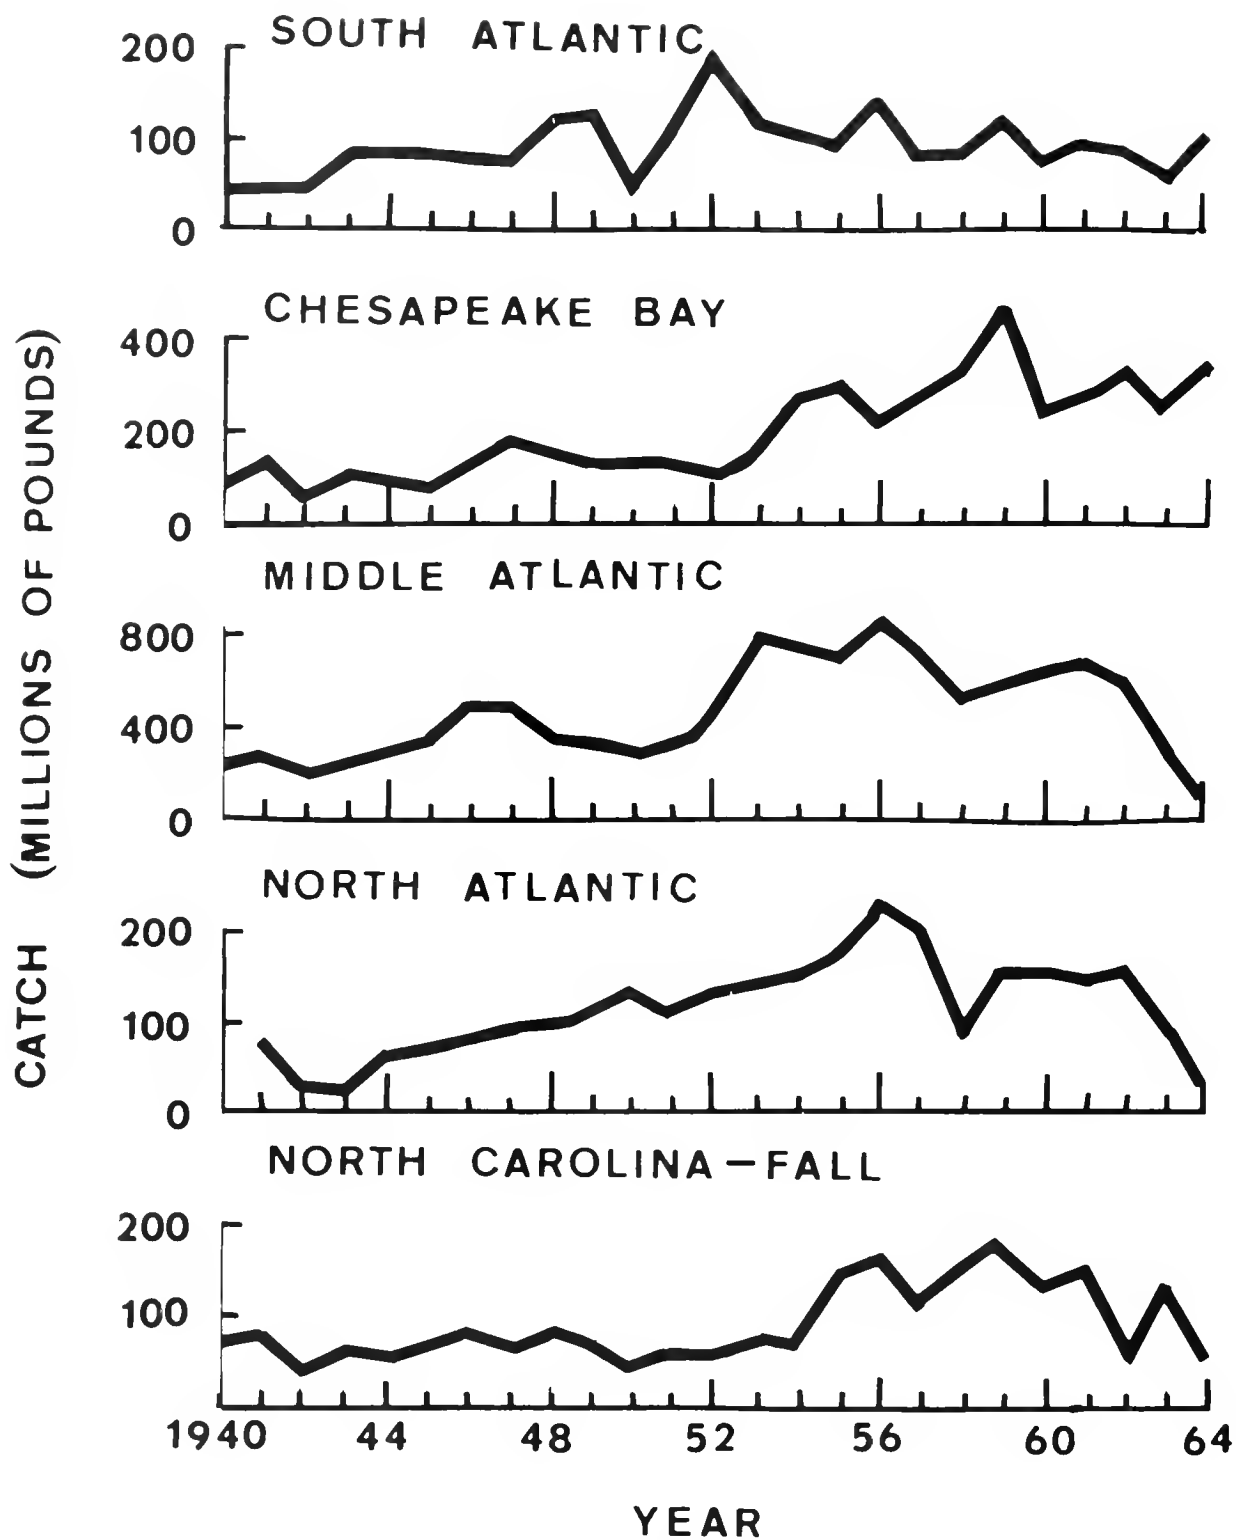 SOUTH ATLANTIC
200
100
0
CHESAPEAKE BAY
400
200
0
MIDDLE ATLANTIC
800
400
0
NORTH ATLANTIC
200
100
0
NORTH CAROLINA-FALL
200
100
1940 44 48 52 56 60 64
YEAR
CATCH (MILLIONS OF POUNDS)